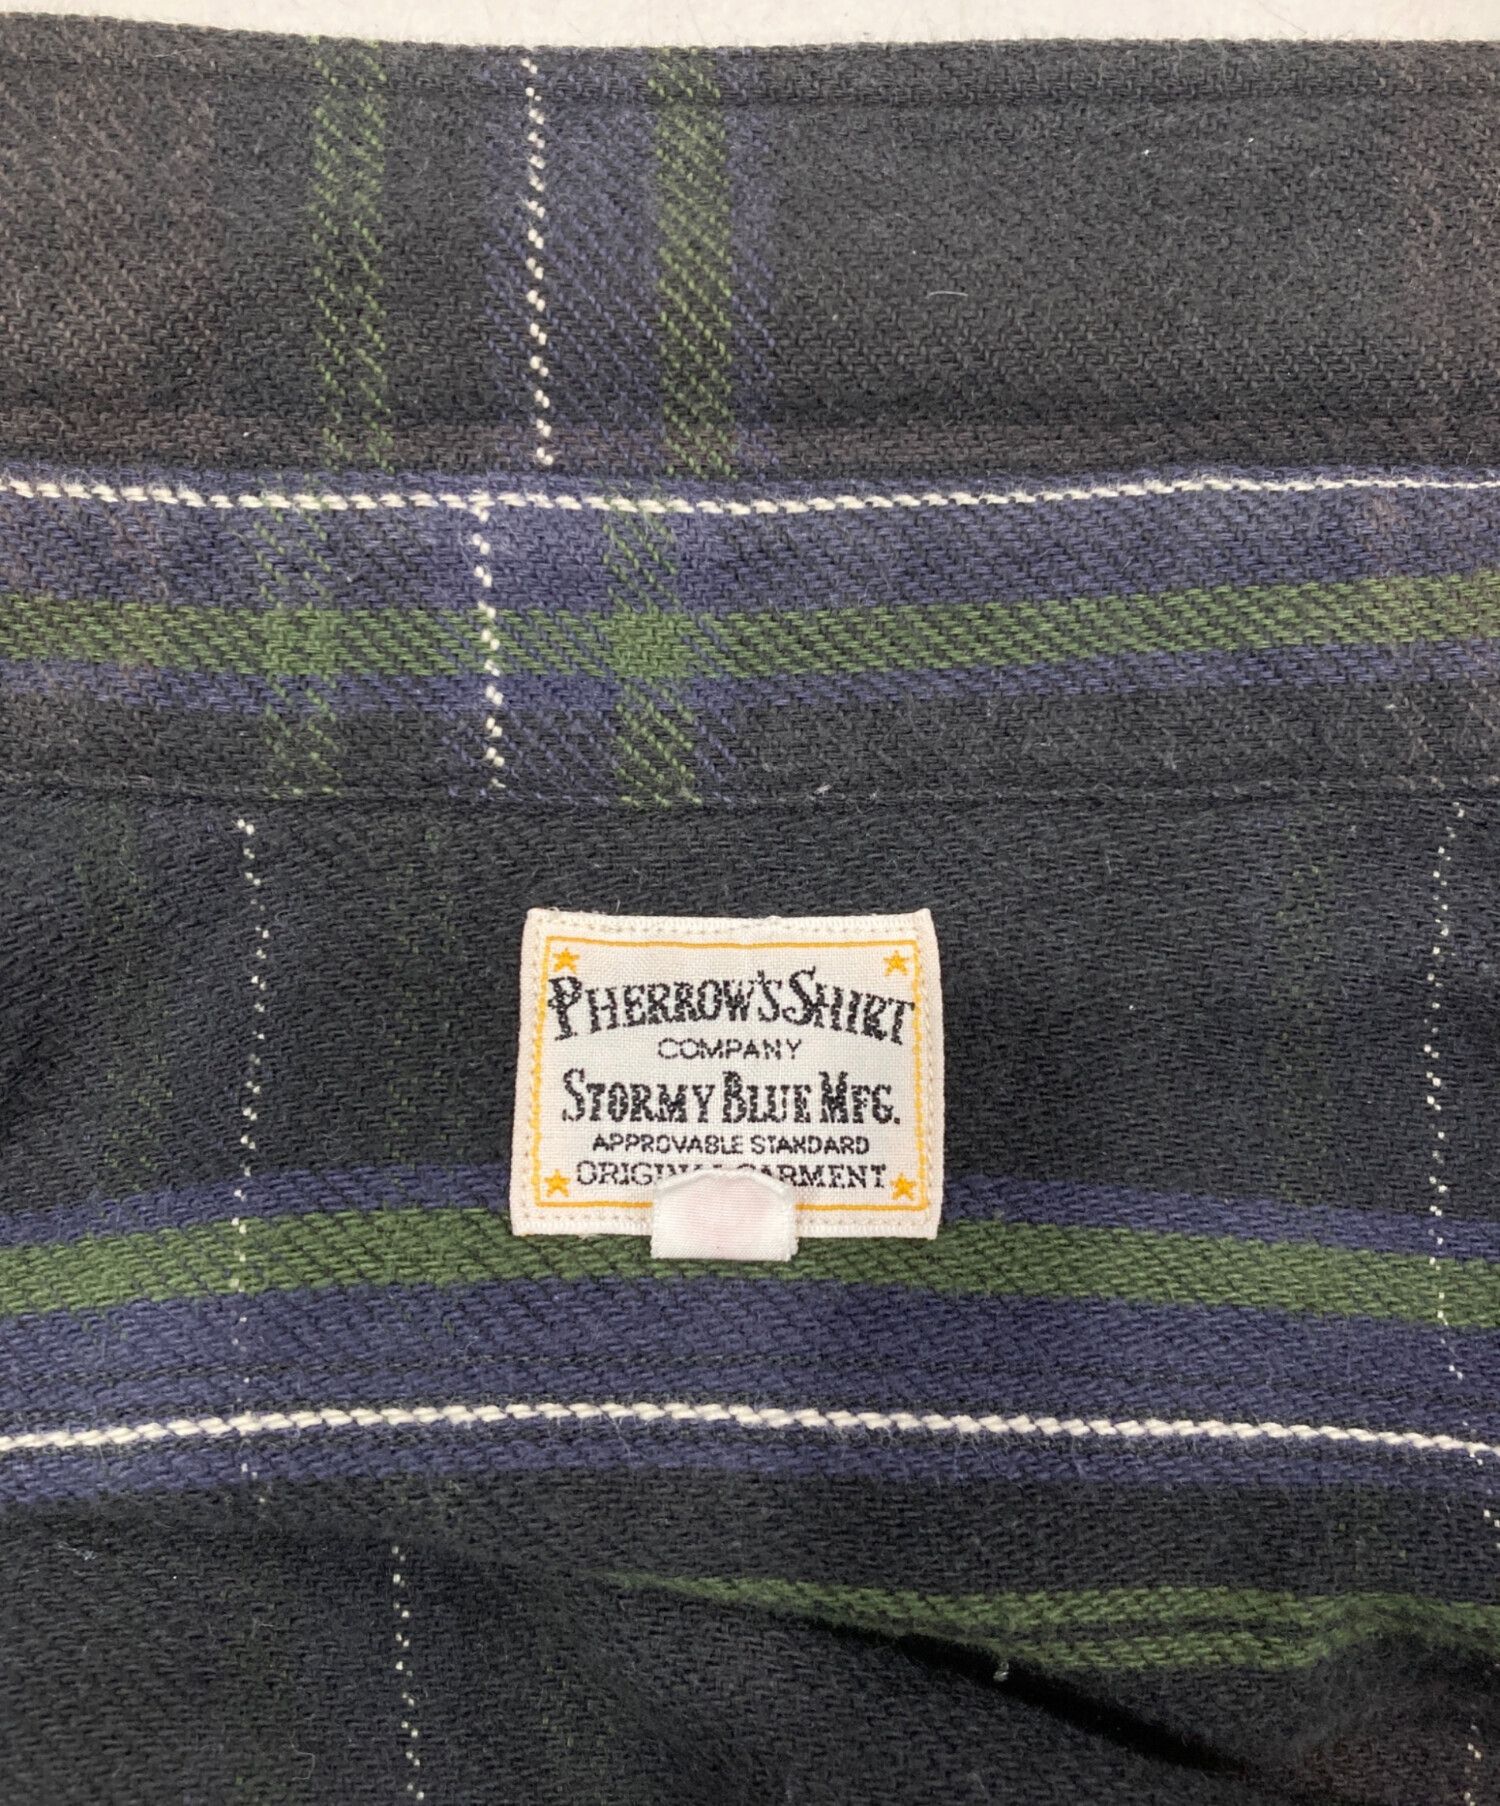 PHERROW'S SHIRT
COMPANY
STORMY BLUE MFG.
APPROVABLE STANDARD
ORIGINAL GARMENT